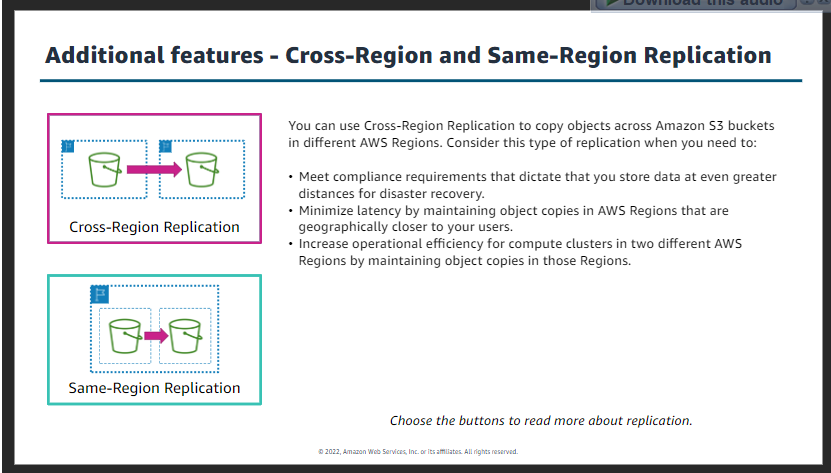 Download this audio
Additional features - Cross-Region and Same-Region Replication
Cross-Region Replication
You can use Cross-Region Replication to copy objects across Amazon S3 buckets
in different AWS Regions. Consider this type of replication when you need to:
• Meet compliance requirements that dictate that you store data at even greater
distances for disaster recovery.
• Minimize latency by maintaining object copies in AWS Regions that are
geographically closer to your users.
• Increase operational efficiency for compute clusters in two different AWS
Regions by maintaining object copies in those Regions.
Same-Region Replication
Choose the buttons to read more about replication.
© 2022, Amazon Web Services, Inc. or its affiliates. All rights reserved.